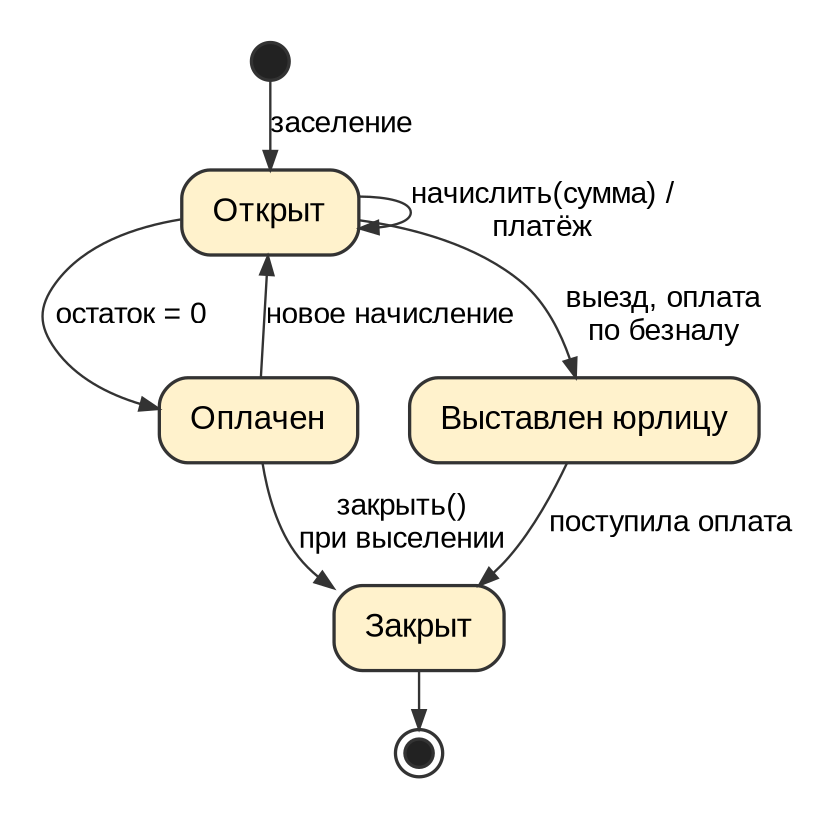 заселение
Открыт
начислить(сумма) /
платёж
остаток = 0
новое начисление
выезд, оплата
по безналу
Оплачен
Выставлен юрлицу
закрыть()
при выселении
поступила оплата
Закрыт